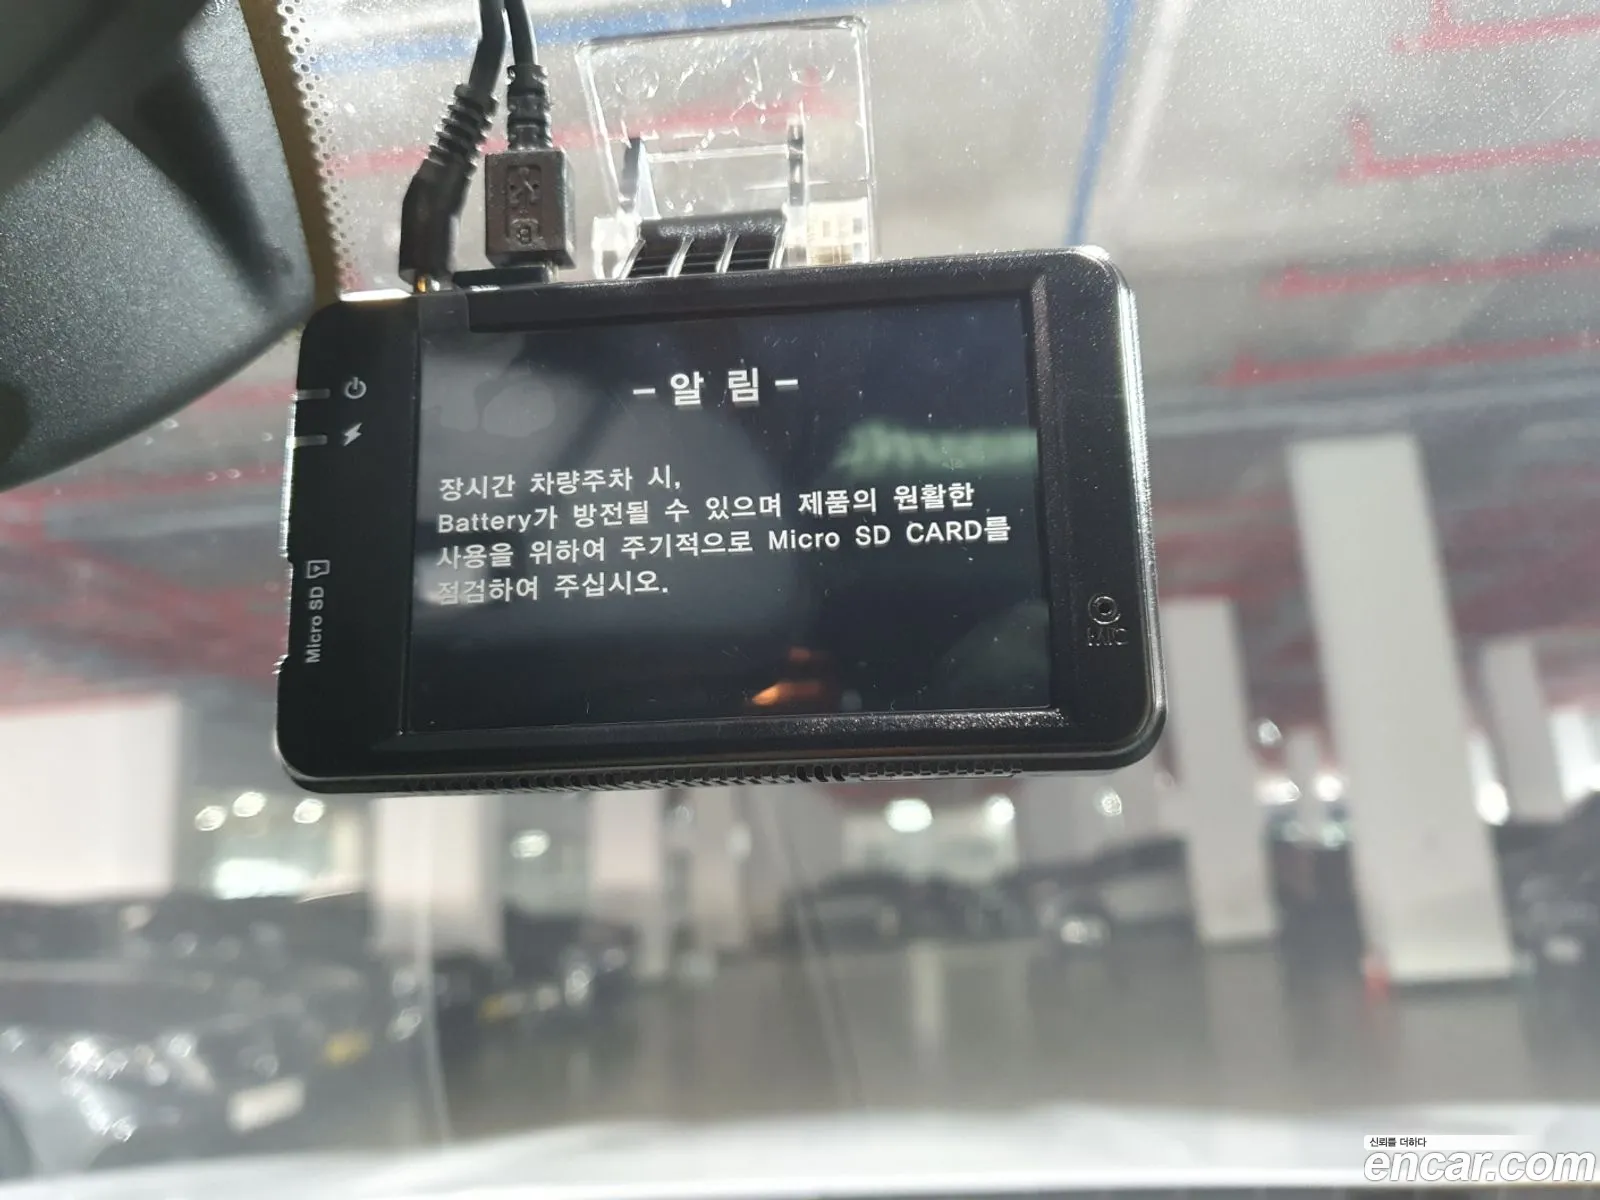 - 알 림 -
장시간 차량주차 시,
Battery가 방전될 수 있으며 제품의 원활한
사용을 위하여 주기적으로 Micro SD CARD를
점검하여 주십시오.
Micro SD
MIC
신뢰를 더하다
encar.com